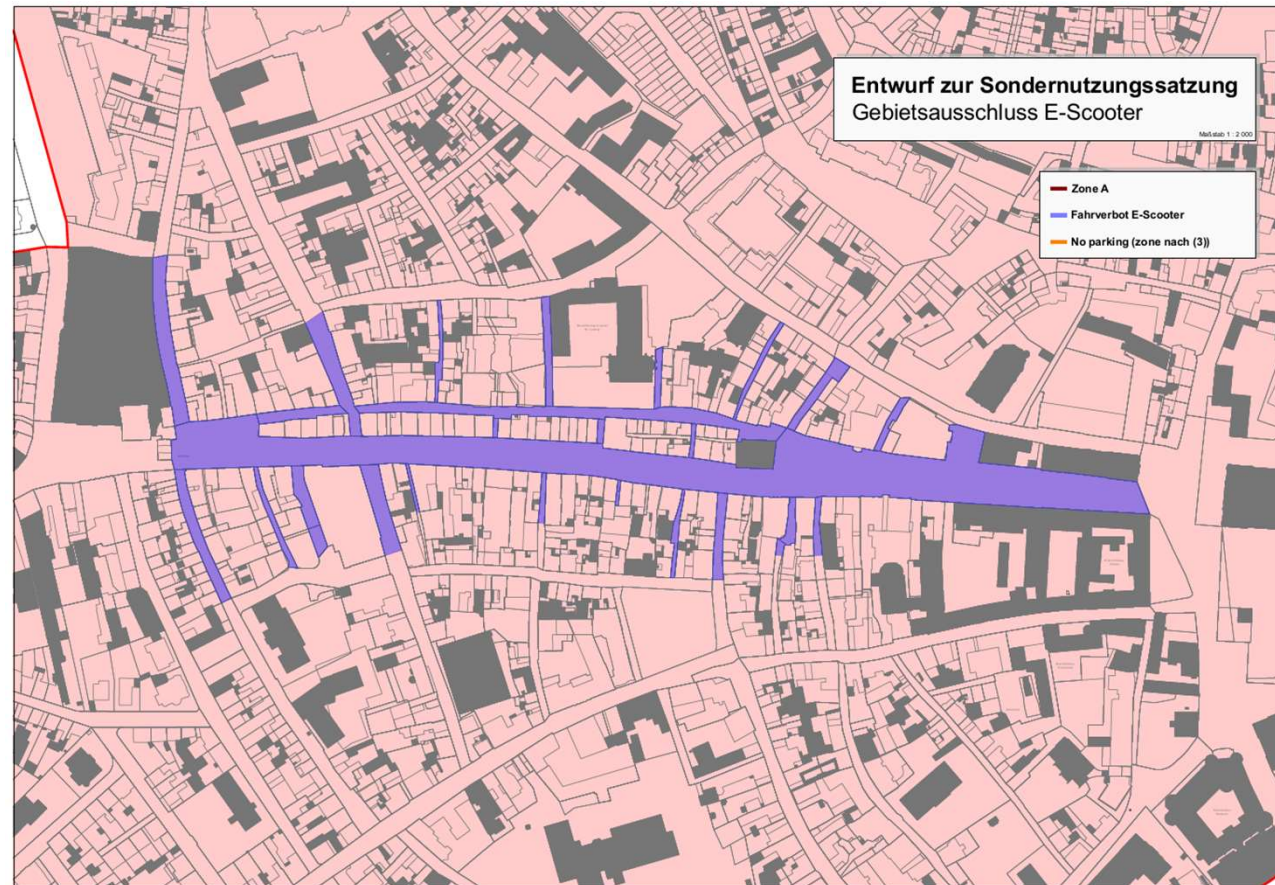 Entwurf zur Sondernutzungssatzung
Gebietsausschluss E-Scooter
Maßstab 1 : 2 000
Zone A
Fahrverbot E-Scooter
No parking (zone nach (3))